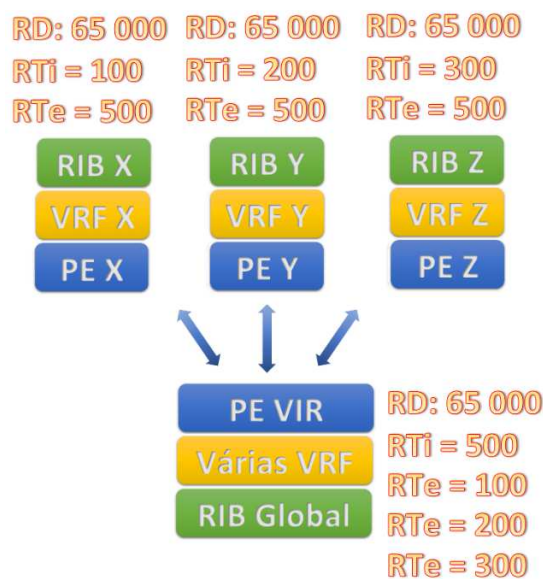 RD: 65 000 RD: 65 000 RD: 65 000
RTi = 100 RTi = 200 RTi = 300
RTe = 500 RTe = 500 RTe = 500
RIB X RIB Y RIB Z
VRF X VRF Y VRF Z
PE X PE Y PE Z
PE VIR RD: 65 000
Várias VRF RTi = 500
RTe = 100
RIB Global RTe = 200
RTe = 300